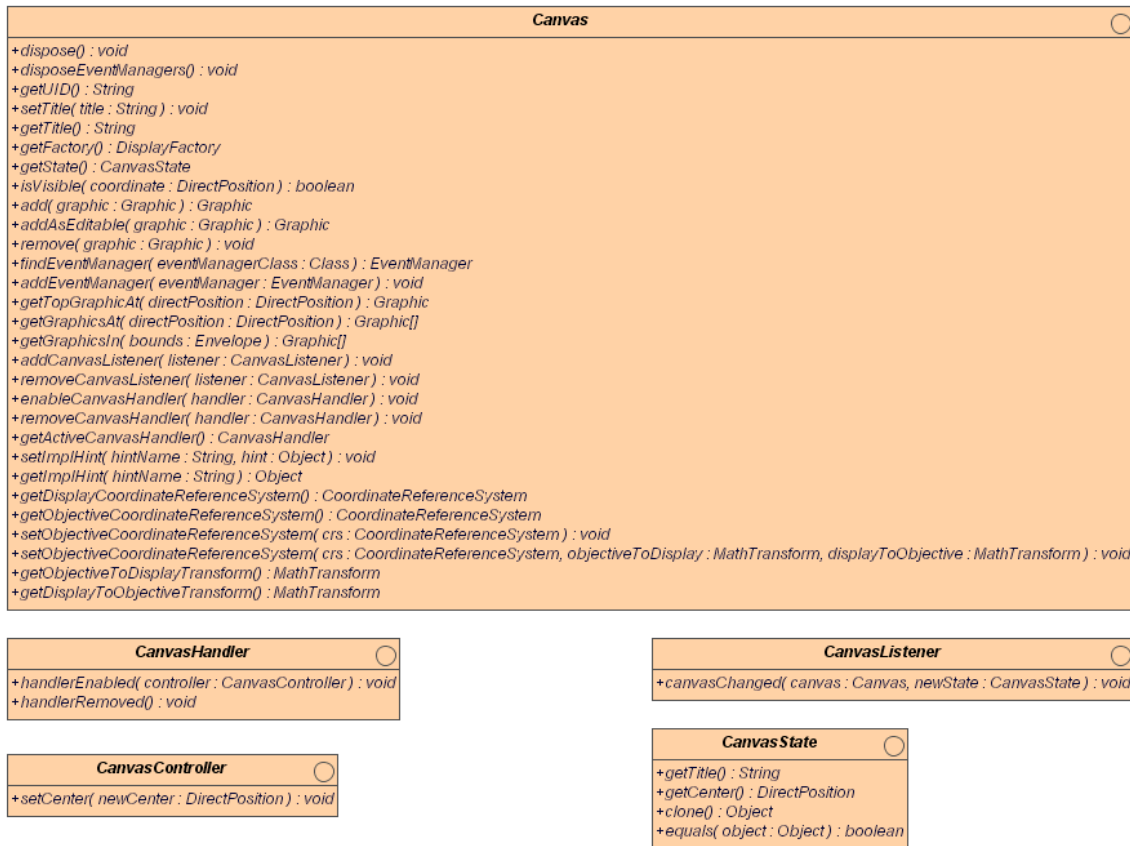 Canvas
+dispose() : void
+disposeEventManagers() : void
+getUID() : String
+setTitle( title : String ) : void
+getTitle() : String
+getFactory() : DisplayFactory
+getState() : CanvasState
+isVisible( coordinate : DirectPosition ) : boolean
+add( graphic : Graphic ) : Graphic
+addAsEditable( graphic : Graphic ) : Graphic
+remove( graphic : Graphic ) : void
+findEventManager( eventManagerClass : Class ) : EventManager
+addEventManager( eventManager : EventManager ) : void
+getTopGraphicAt( directPosition : DirectPosition ) : Graphic
+getGraphicsAt( directPosition : DirectPosition ) : Graphic[]
+getGraphicsIn( bounds : Envelope ) : Graphic[]
+addCanvasListener( listener : CanvasListener ) : void
+removeCanvasListener( listener : CanvasListener ) : void
+enableCanvasHandler( handler : CanvasHandler ) : void
+removeCanvasHandler( handler : CanvasHandler ) : void
+getActiveCanvasHandler() : CanvasHandler
+setImplHint( hintName : String, hint : Object ) : void
+getImplHint( hintName : String ) : Object
+getDisplayCoordinateReferenceSystem() : CoordinateReferenceSystem
+getObjectiveCoordinateReferenceSystem() : CoordinateReferenceSystem
+setObjectiveCoordinateReferenceSystem( crs : CoordinateReferenceSystem ) : void
+setObjectiveCoordinateReferenceSystem( crs : CoordinateReferenceSystem, objectiveToDisplay : MathTransform, displayToObjective : MathTransform ) : void
+getObjectiveToDisplayTransform() : MathTransform
+getDisplayToObjectiveTransform() : MathTransform
CanvasHandler
+handlerEnabled( controller : CanvasController ) : void
+handlerRemoved() : void
CanvasListener
+canvasChanged( canvas : Canvas, newState : CanvasState ) : void
CanvasController
+setCenter( newCenter : DirectPosition ) : void
CanvasState
+getTitle() : String
+getCenter() : DirectPosition
+clone() : Object
+equals( object : Object ) : boolean